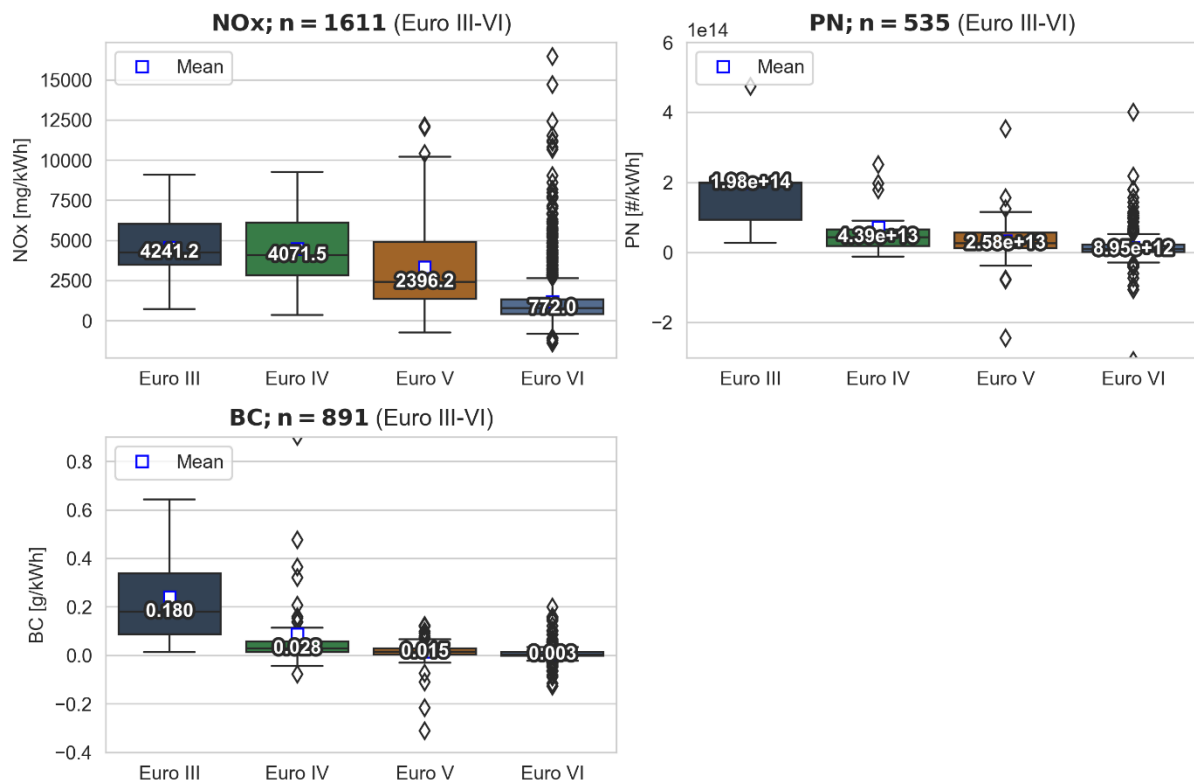 NOx; n = 1611 (Euro III-VI)
Mean
NOx [mg/kWh]
15000
12500
10000
7500
5000
2500
0
4241.2
4071.5
2396.2
772.0
Euro III
Euro IV
Euro V
Euro VI
PN; n = 535 (Euro III-VI)
1e14
Mean
PN [#/kWh]
6
4
2
0
−2
1.98e+14
4.39e+13
2.58e+13
8.95e+12
Euro III
Euro IV
Euro V
Euro VI
BC; n = 891 (Euro III-VI)
Mean
BC [g/kWh]
0.8
0.6
0.4
0.2
0.0
−0.2
−0.4
0.180
0.028
0.015
0.003
Euro III
Euro IV
Euro V
Euro VI